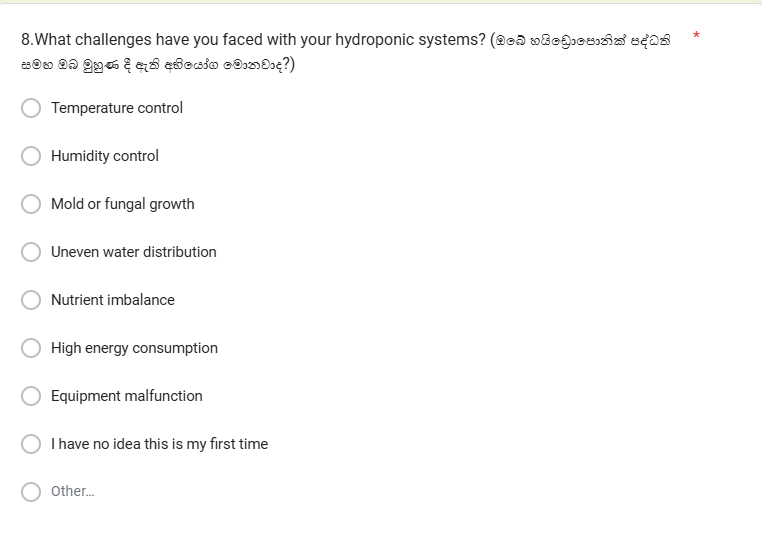 8.What challenges have you faced with your hydroponic systems? (ඔබේ හයිඩ්‍රොපොනික් පද්ධති *
සමඟ ඔබ මුහුණ දී ඇති අභියෝග මොනවාද?)
Temperature control
Humidity control
Mold or fungal growth
Uneven water distribution
Nutrient imbalance
High energy consumption
Equipment malfunction
I have no idea this is my first time
Other...